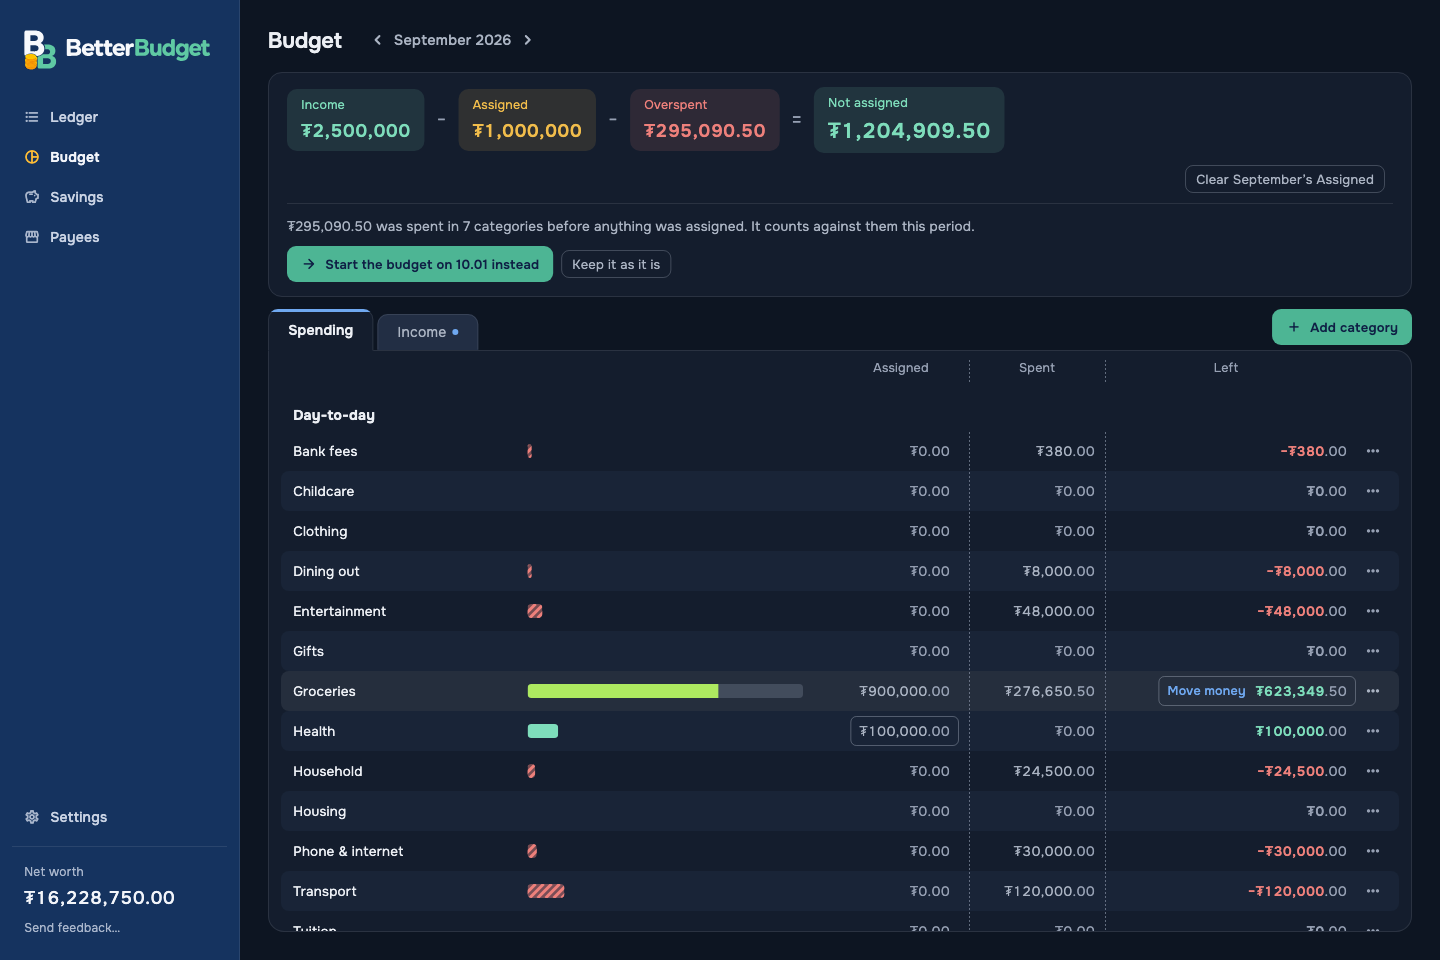 BetterBudget
Ledger
Budget
Savings
Payees
Settings
Net worth
₮16,228,750.00
Send feedback...
Budget
September 2026
Income
₮2,500,000
-
Assigned
₮1,000,000
-
Overspent
₮295,090.50
=
Not assigned
₮1,204,909.50
Clear September's Assigned
₮295,090.50 was spent in 7 categories before anything was assigned. It counts against them this period.
Start the budget on 10.01 instead
Keep it as it is
Spending
Income
+ Add category
Assigned Spent Left
Day-to-day
Bank fees ₮0.00 ₮380.00 -₮380.00
Childcare ₮0.00 ₮0.00 ₮0.00
Clothing ₮0.00 ₮0.00 ₮0.00
Dining out ₮0.00 ₮8,000.00 -₮8,000.00
Entertainment ₮0.00 ₮48,000.00 -₮48,000.00
Gifts ₮0.00 ₮0.00 ₮0.00
Groceries ₮900,000.00 ₮276,650.50 Move money ₮623,349.50
Health ₮100,000.00 ₮0.00 ₮100,000.00
Household ₮0.00 ₮24,500.00 -₮24,500.00
Housing ₮0.00 ₮0.00 ₮0.00
Phone & internet ₮0.00 ₮30,000.00 -₮30,000.00
Transport ₮0.00 ₮120,000.00 -₮120,000.00
Tuition ₮0.00 ₮0.00 ₮0.00